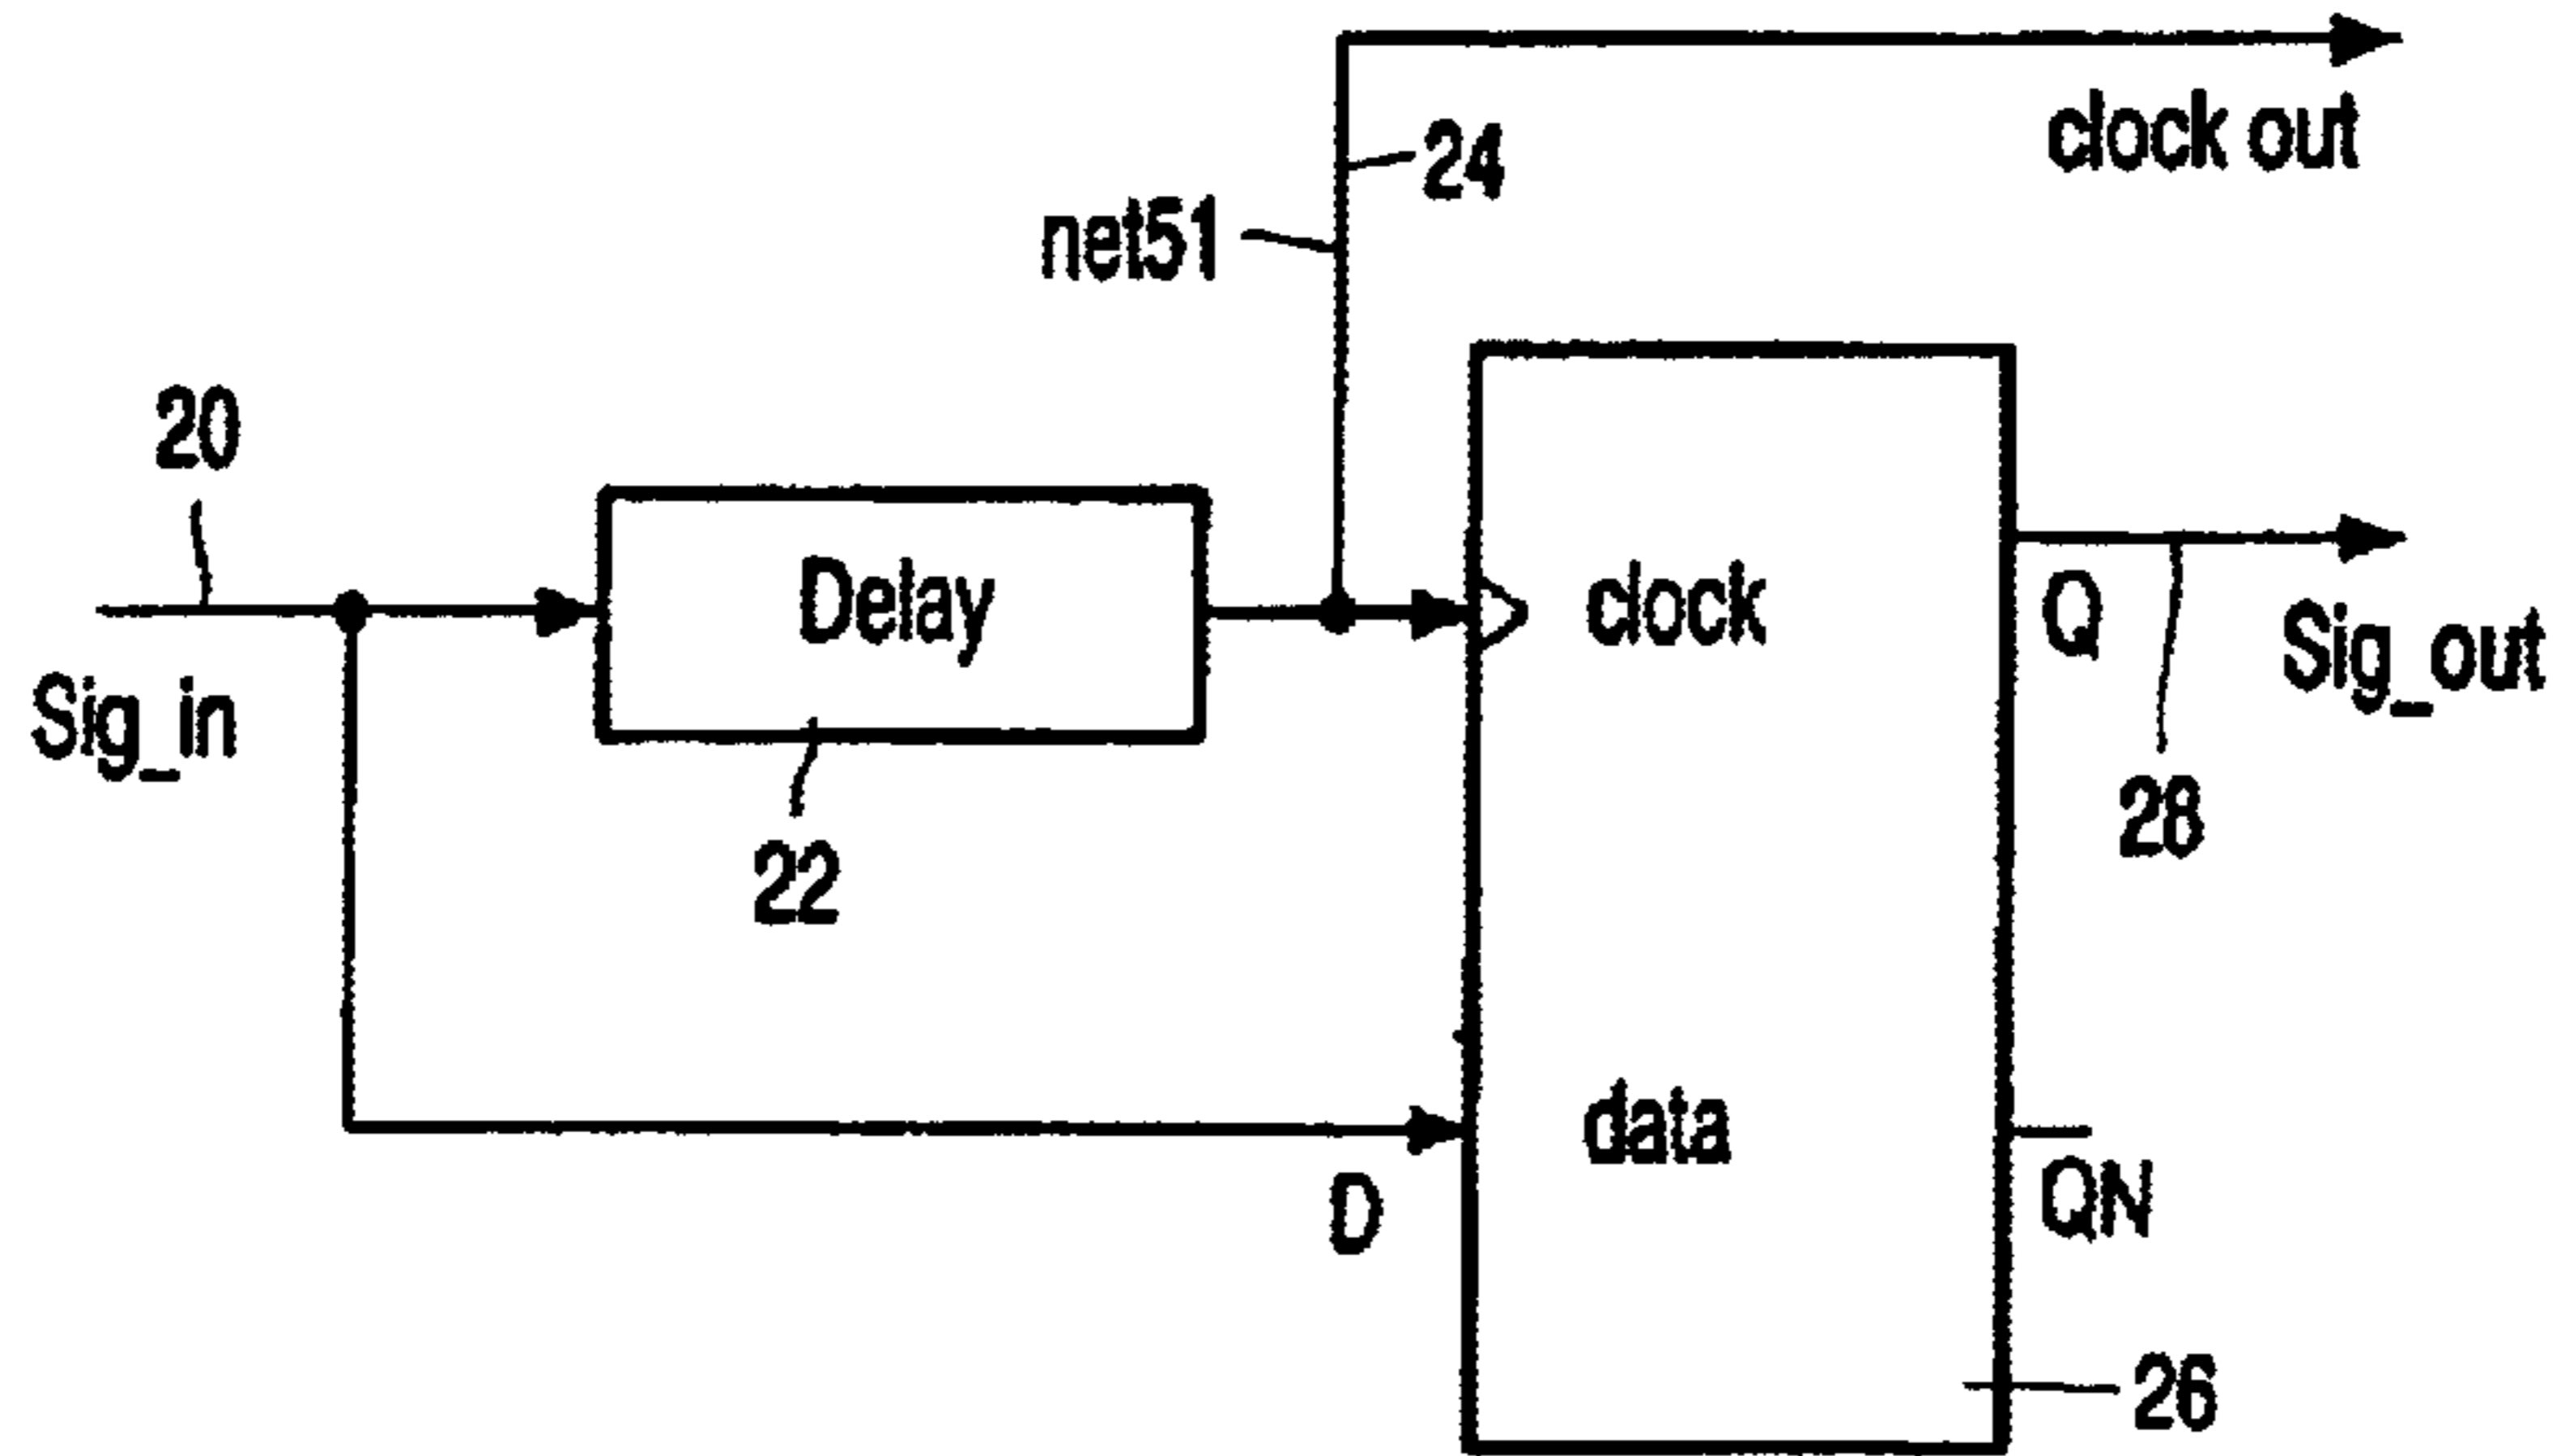 clock out
24
net51
20
Delay
clock
Q
Sig_in
Sig_out
22
28
data
D
QN
26